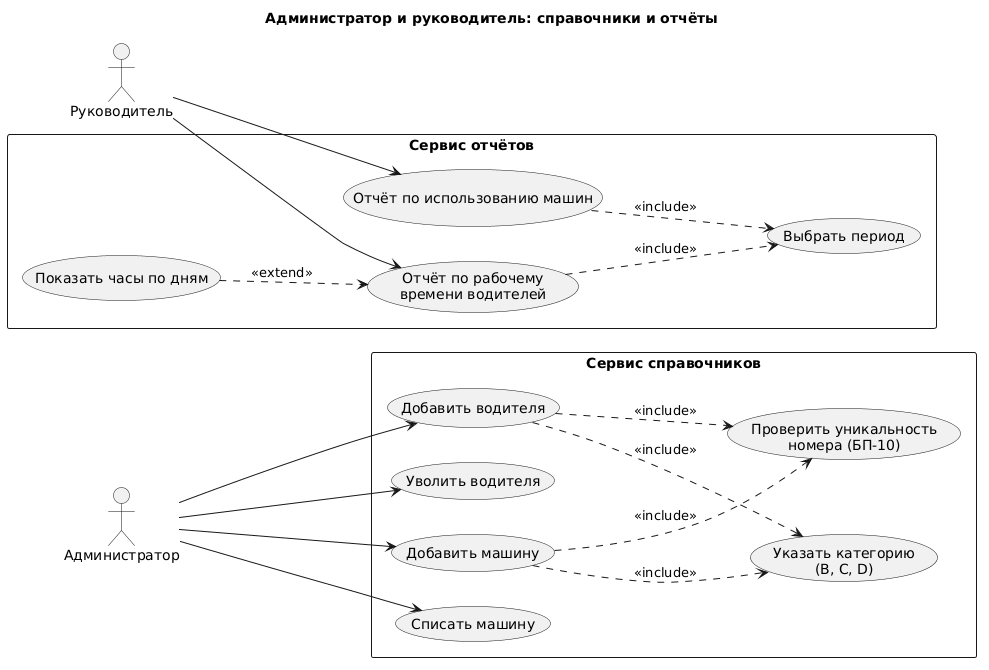 Администратор и руководитель: справочники и отчёты
Руководитель
Сервис отчётов
Отчёт по использованию машин
«include»
Выбрать период
«include»
Показать часы по дням
«extend»
Отчёт по рабочему
времени водителей
Сервис справочников
Добавить водителя
«include»
Проверить уникальность
номера (БП-10)
«include»
Уволить водителя
«include»
Администратор
Добавить машину
«include»
Указать категорию
(B, C, D)
Списать машину